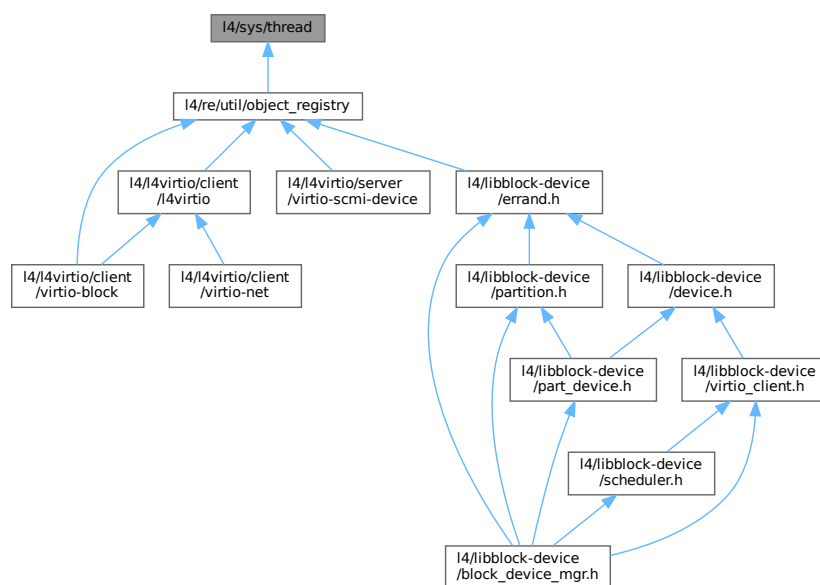 l4/sys/thread
l4/re/util/object_registry
l4/l4virtio/client
/l4virtio
l4/l4virtio/server
/virtio-scmi-device
l4/libblock-device
/errand.h
l4/l4virtio/client
/virtio-block
l4/l4virtio/client
/virtio-net
l4/libblock-device
/partition.h
l4/libblock-device
/device.h
l4/libblock-device
/part_device.h
l4/libblock-device
/virtio_client.h
l4/libblock-device
/scheduler.h
l4/libblock-device
/block_device_mgr.h